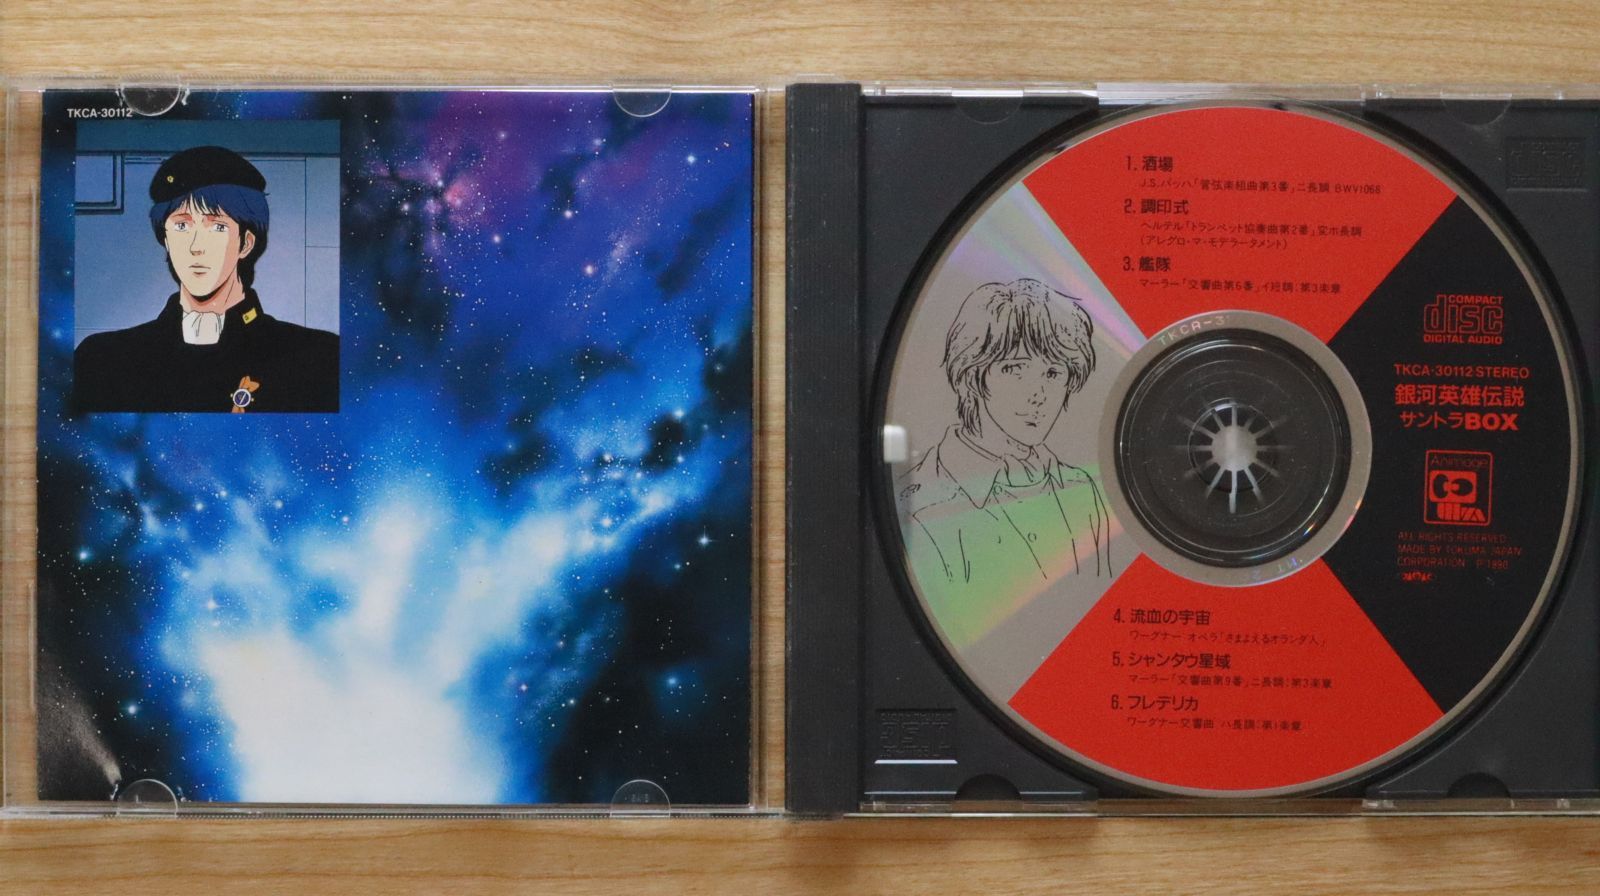 TKCA-30112
1. 酒場
J.S.バッハ「管弦楽組曲第3番」ニ長調 BWV1068
2. 調印式
ヘルテル「トランペット協奏曲第2番」変ホ長調
(アレグロ・マ・モデラータメント)
3. 艦隊
マーラー「交響曲第6番」イ短調:第3楽章
TKCA-3
COMPACT
disc
DIGITAL AUDIO
TKCA-30112 STEREO
銀河英雄伝説
サントラBOX
Animage
ALL RIGHTS RESERVED
MADE BY TOKUMA JAPAN
CORPORATION P 1990
4. 流血の宇宙
ワーグナー オペラ「さまよえるオランダ人」
5. シャンタウ星域
マーラー「交響曲第9番」ニ長調:第3楽章
6. フレデリカ
ワーグナー交響曲 ハ長調:第1楽章